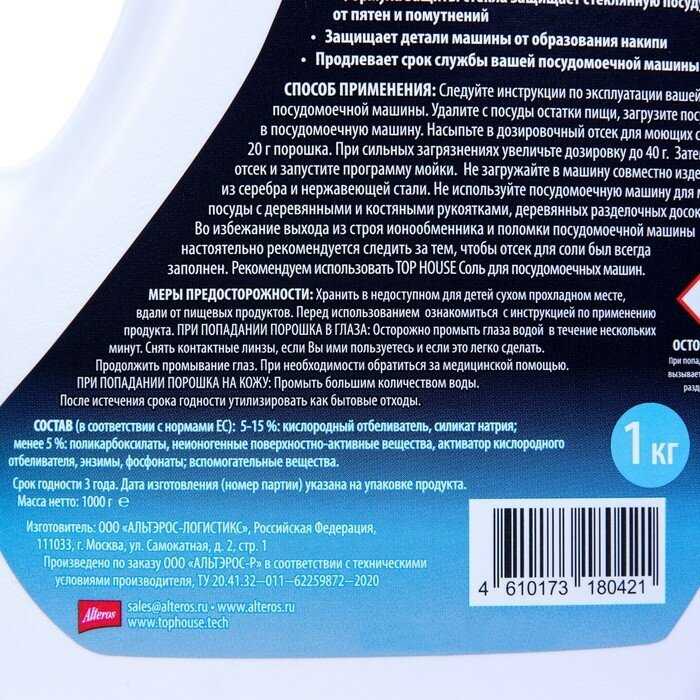 защищает стеклянную
от пятен и помутнений
• Защищает детали машины от образования накипи
• Продлевает срок службы вашей посудомоечной машины
СПОСОБ ПРИМЕНЕНИЯ: Следуйте инструкции по эксплуатации вашей
посудомоечной машины. Удалите с посуды остатки пищи, загрузите
в посудомоечную машину. Насыпьте в дозировочный отсек для моющих
20 г порошка. При сильных загрязнениях увеличьте дозировку до 40 г.
отсек и запустите программу мойки. Не загружайте в машину совместно
из серебра и нержавеющей стали. Не используйте посудомоечную машину для
посуды с деревянными и костяными рукоятками, деревянных разделочных
Во избежание выхода из строя ионообменника и поломки посудомоечной машины
настоятельно рекомендуется следить за тем, чтобы отсек для соли был всегда
заполнен. Рекомендуем использовать TOP HOUSE Соль для посудомоечных машин.
МЕРЫ ПРЕДОСТОРОЖНОСТИ: Хранить в недоступном для детей сухом прохладном месте,
вдали от пищевых продуктов. Перед использованием ознакомиться с инструкцией по применению
продукта. ПРИ ПОПАДАНИИ ПОРОШКА В ГЛАЗА: Осторожно промыть глаза водой в течение нескольких
минут. Снять контактные линзы, если Вы ими пользуетесь и если это легко сделать.
Продолжить промывание глаз. При необходимости обратиться за медицинской помощью.
ПРИ ПОПАДАНИИ ПОРОШКА НА КОЖУ: Промыть большим количеством воды.
После истечения срока годности утилизировать как бытовые отходы.
ОСТО
При
вызывает
разд
СОСТАВ (в соответствии с нормами ЕС): 5-15 %: кислородный отбеливатель, силикат натрия;
менее 5 %: поликарбоксилаты, неионогенные поверхностно-активные вещества, активатор кислородного
отбеливателя, энзимы, фосфонаты; вспомогательные вещества.
1 кг
Срок годности 3 года. Дата изготовления (номер партии) указана на упаковке продукта.
Масса нетто: 1000 г ℮
Изготовитель: ООО «АЛЬТЭРОС-ЛОГИСТИКС», Российская Федерация,
111033, г. Москва, ул. Самокатная, д. 2, стр. 1
Произведено по заказу ООО «АЛЬТЭРОС-Р» в соответствии с техническими
условиями производителя, ТУ 20.41.32–011–62259872–2020
4 610173 180421
Alteros
sales@alteros.ru • www.alteros.ru
www.tophouse.tech